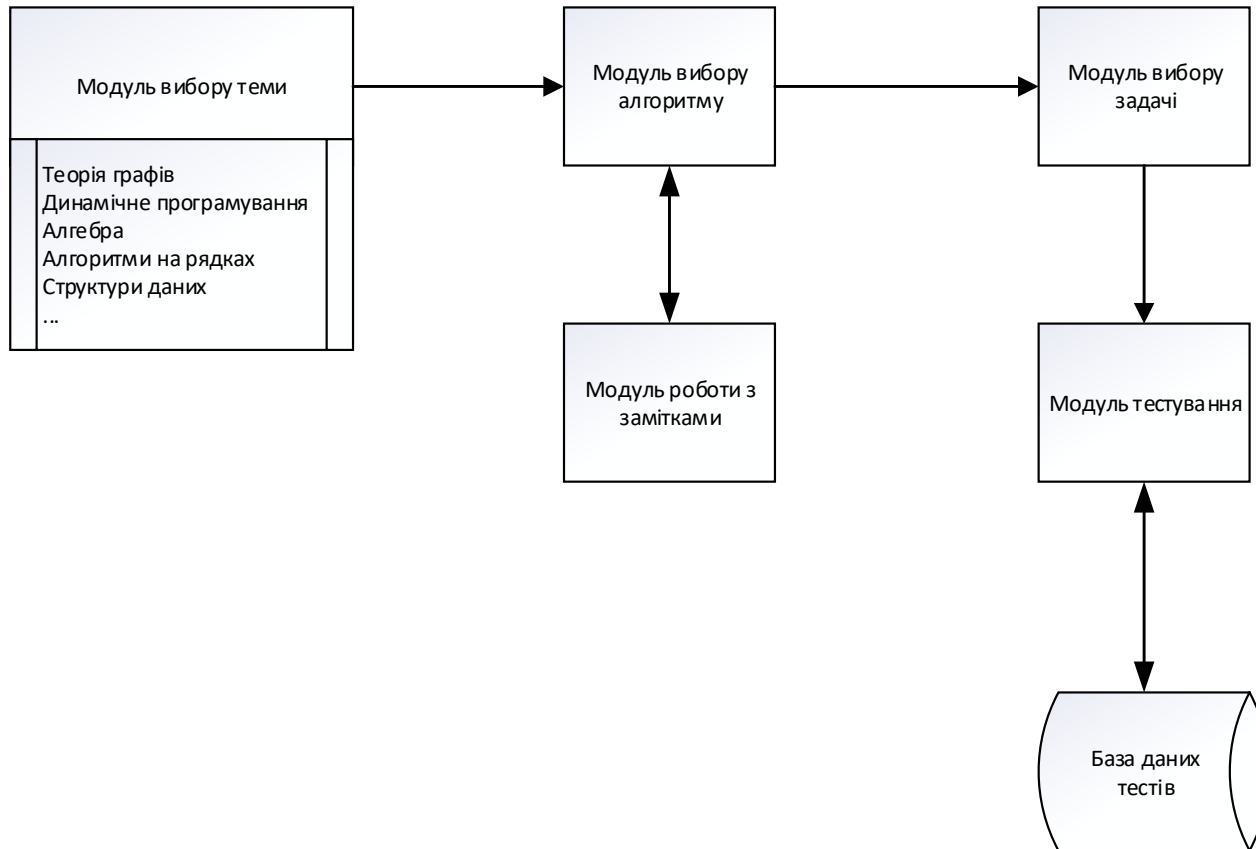 Модуль вибору теми
Теорія графів
Динамічне програмування
Алгебра
Алгоритми на рядках
Структури даних
...
Модуль вибору
алгоритму
Модуль вибору
задачі
Модуль роботи з
замітками
Модуль тестування
База даних
тестів